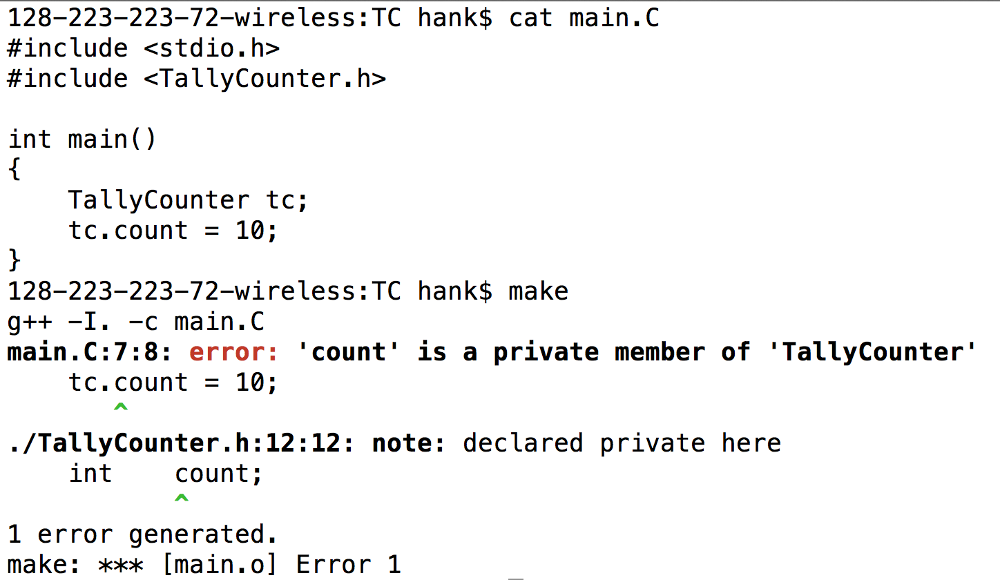 128-223-223-72-wireless:TC hank$ cat main.C
#include <stdio.h>
#include <TallyCounter.h>

int main()
{
    TallyCounter tc;
    tc.count = 10;
}
128-223-223-72-wireless:TC hank$ make
g++ -I. -c main.C
main.C:7:8: error: 'count' is a private member of 'TallyCounter'
    tc.count = 10;
       ^
./TallyCounter.h:12:12: note: declared private here
    int    count;
           ^
1 error generated.
make: *** [main.o] Error 1